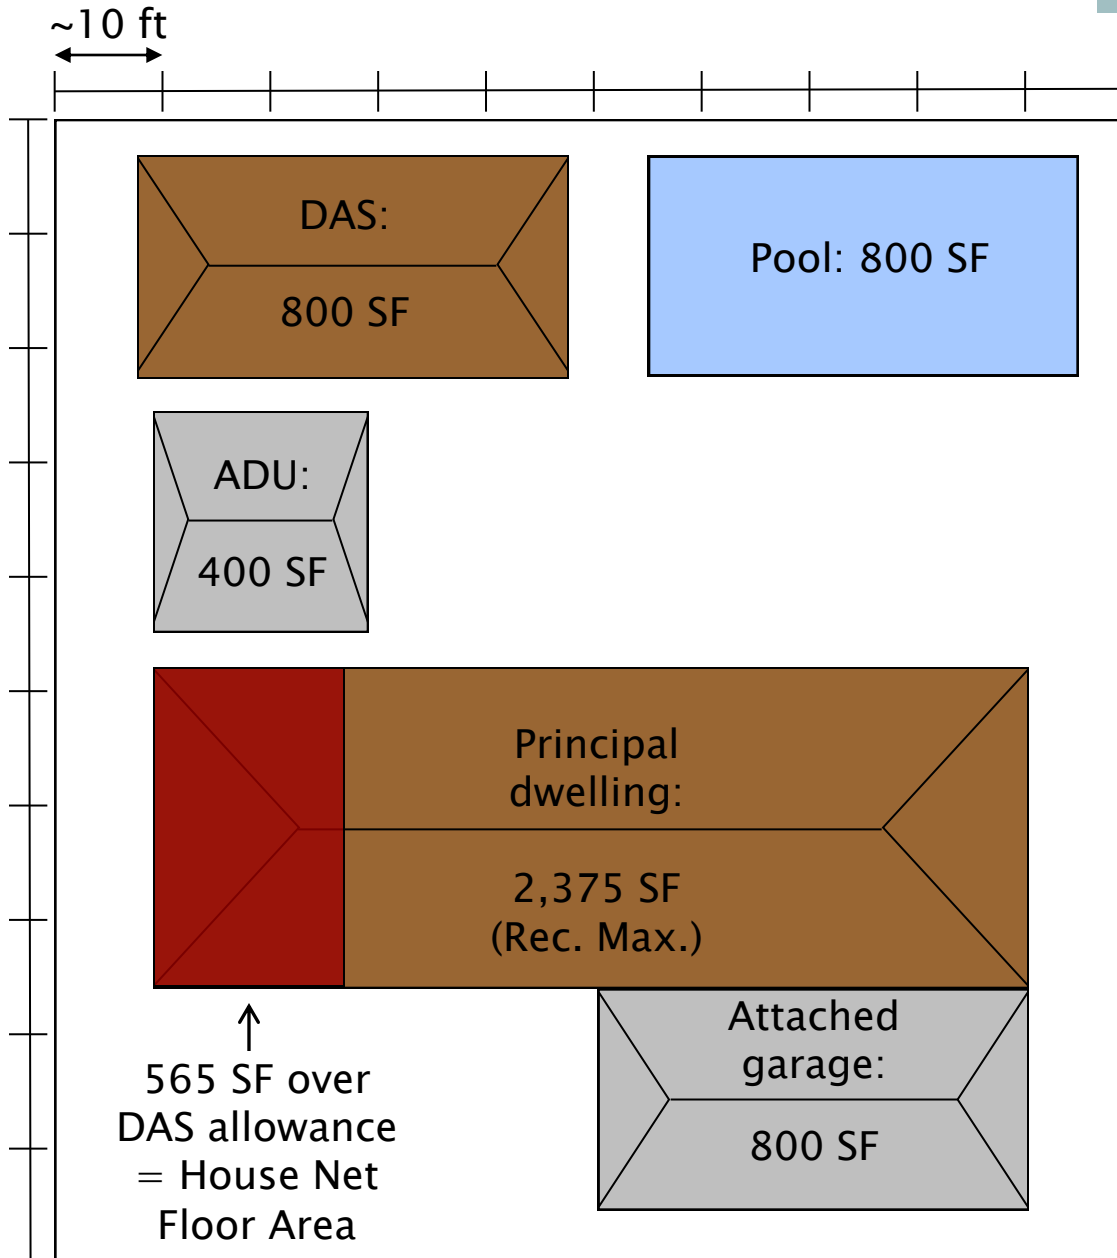 ~10 ft
DAS:
800 SF
Pool: 800 SF
ADU:
400 SF
Principal
dwelling:
2,375 SF
(Rec. Max.)
565 SF over
DAS allowance
= House Net
Floor Area
Attached
garage:
800 SF